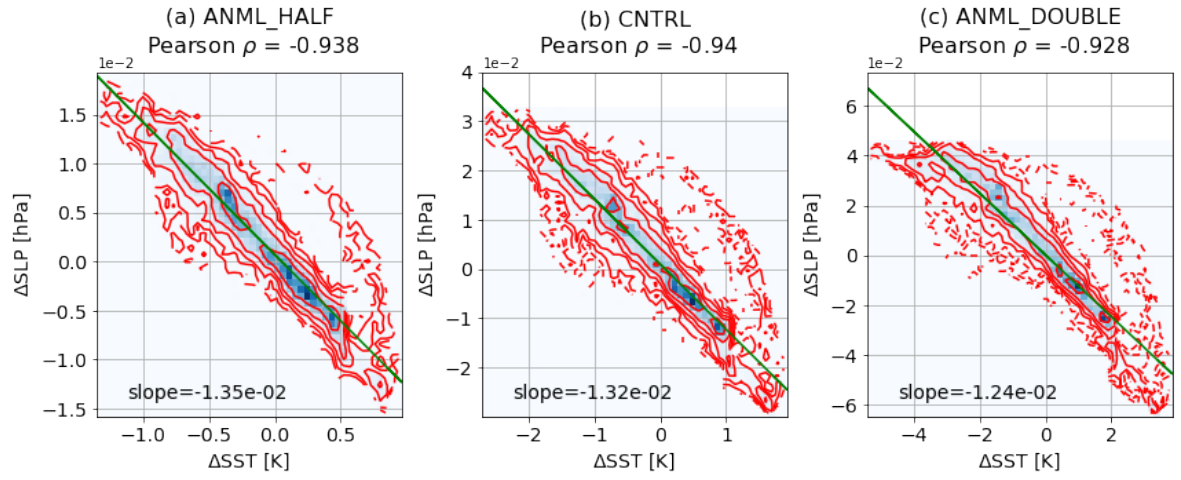 (a) ANML_HALF
Pearson ρ = -0.938
1e−2
1.5
1.0
0.5
0.0
−0.5
−1.0
−1.5
ΔSLP [hPa]
slope=-1.35e-02
−1.0
−0.5
0.0
0.5
ΔSST [K]
(b) CNTRL
Pearson ρ = -0.94
1e−2
4
3
2
1
0
−1
−2
ΔSLP [hPa]
slope=-1.32e-02
−2
−1
0
1
ΔSST [K]
(c) ANML_DOUBLE
Pearson ρ = -0.928
1e−2
6
4
2
0
−2
−4
−6
ΔSLP [hPa]
slope=-1.24e-02
−4
−2
0
2
ΔSST [K]